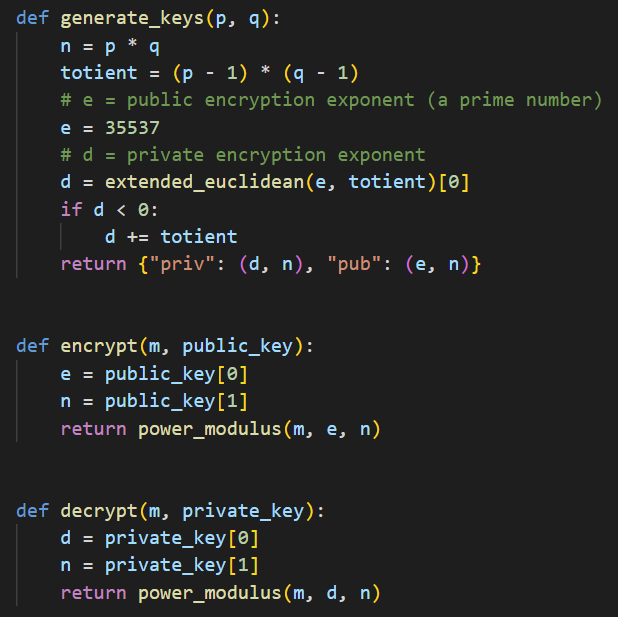 def generate_keys(p, q):
    n = p * q
    totient = (p - 1) * (q - 1)
    # e = public encryption exponent (a prime number)
    e = 35537
    # d = private encryption exponent
    d = extended_euclidean(e, totient)[0]
    if d < 0:
        d += totient
    return {"priv": (d, n), "pub": (e, n)}
def encrypt(m, public_key):
    e = public_key[0]
    n = public_key[1]
    return power_modulus(m, e, n)
def decrypt(m, private_key):
    d = private_key[0]
    n = private_key[1]
    return power_modulus(m, d, n)